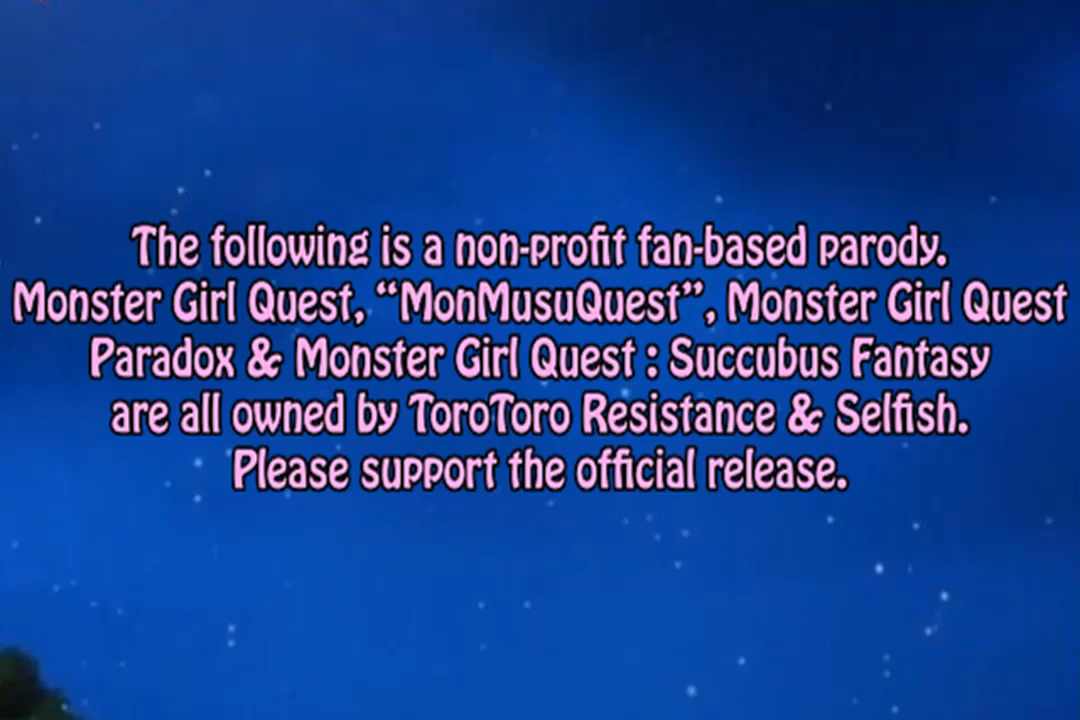 The following is a non-profit fan-based parody.
Monster Girl Quest, “MonMusuQuest”, Monster Girl Quest
Paradox & Monster Girl Quest : Succubus Fantasy
are all owned by ToroToro Resistance & Selfish.
Please support the official release.